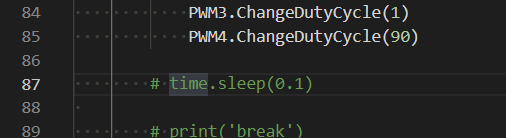 84 PWM3.ChangeDutyCycle(1)
85 PWM4.ChangeDutyCycle(90)
86
87 # time.sleep(0.1)
88
89 # print('break')